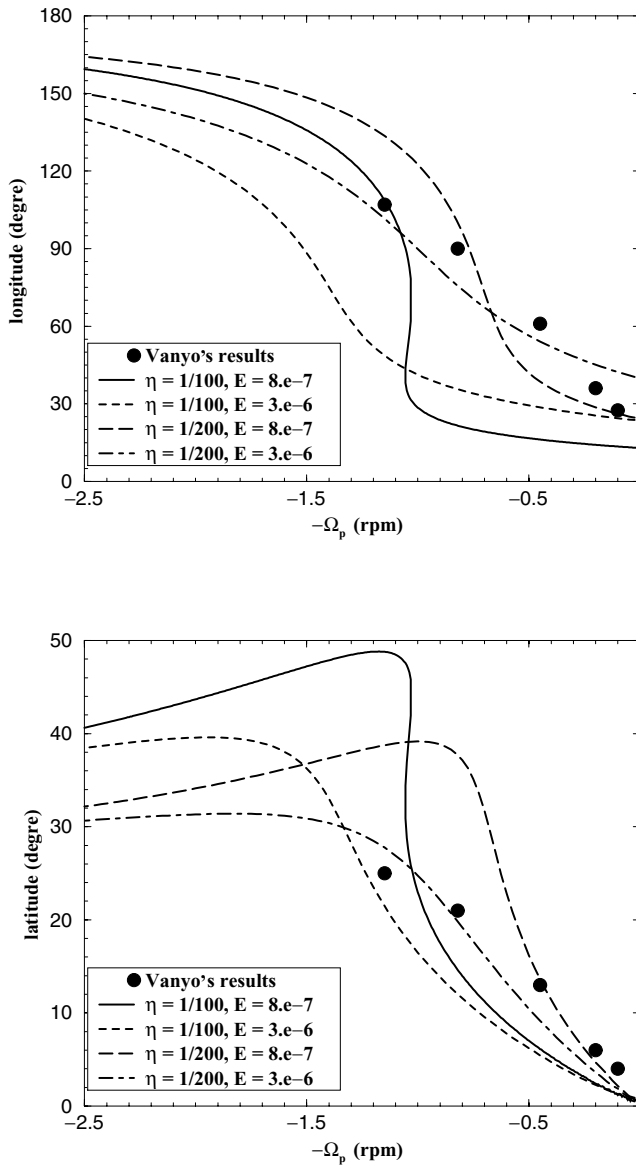 180
150
120
90
60
30
0
longitude (degre)
Vanyo's results
η = 1/100, E = 8.e−7
η = 1/100, E = 3.e−6
η = 1/200, E = 8.e−7
η = 1/200, E = 3.e−6
−2.5 −1.5 −0.5
−Ωp (rpm)
50
40
30
20
10
0
latitude (degre)
Vanyo's results
η = 1/100, E = 8.e−7
η = 1/100, E = 3.e−6
η = 1/200, E = 8.e−7
η = 1/200, E = 3.e−6
−2.5 −1.5 −0.5
−Ωp (rpm)